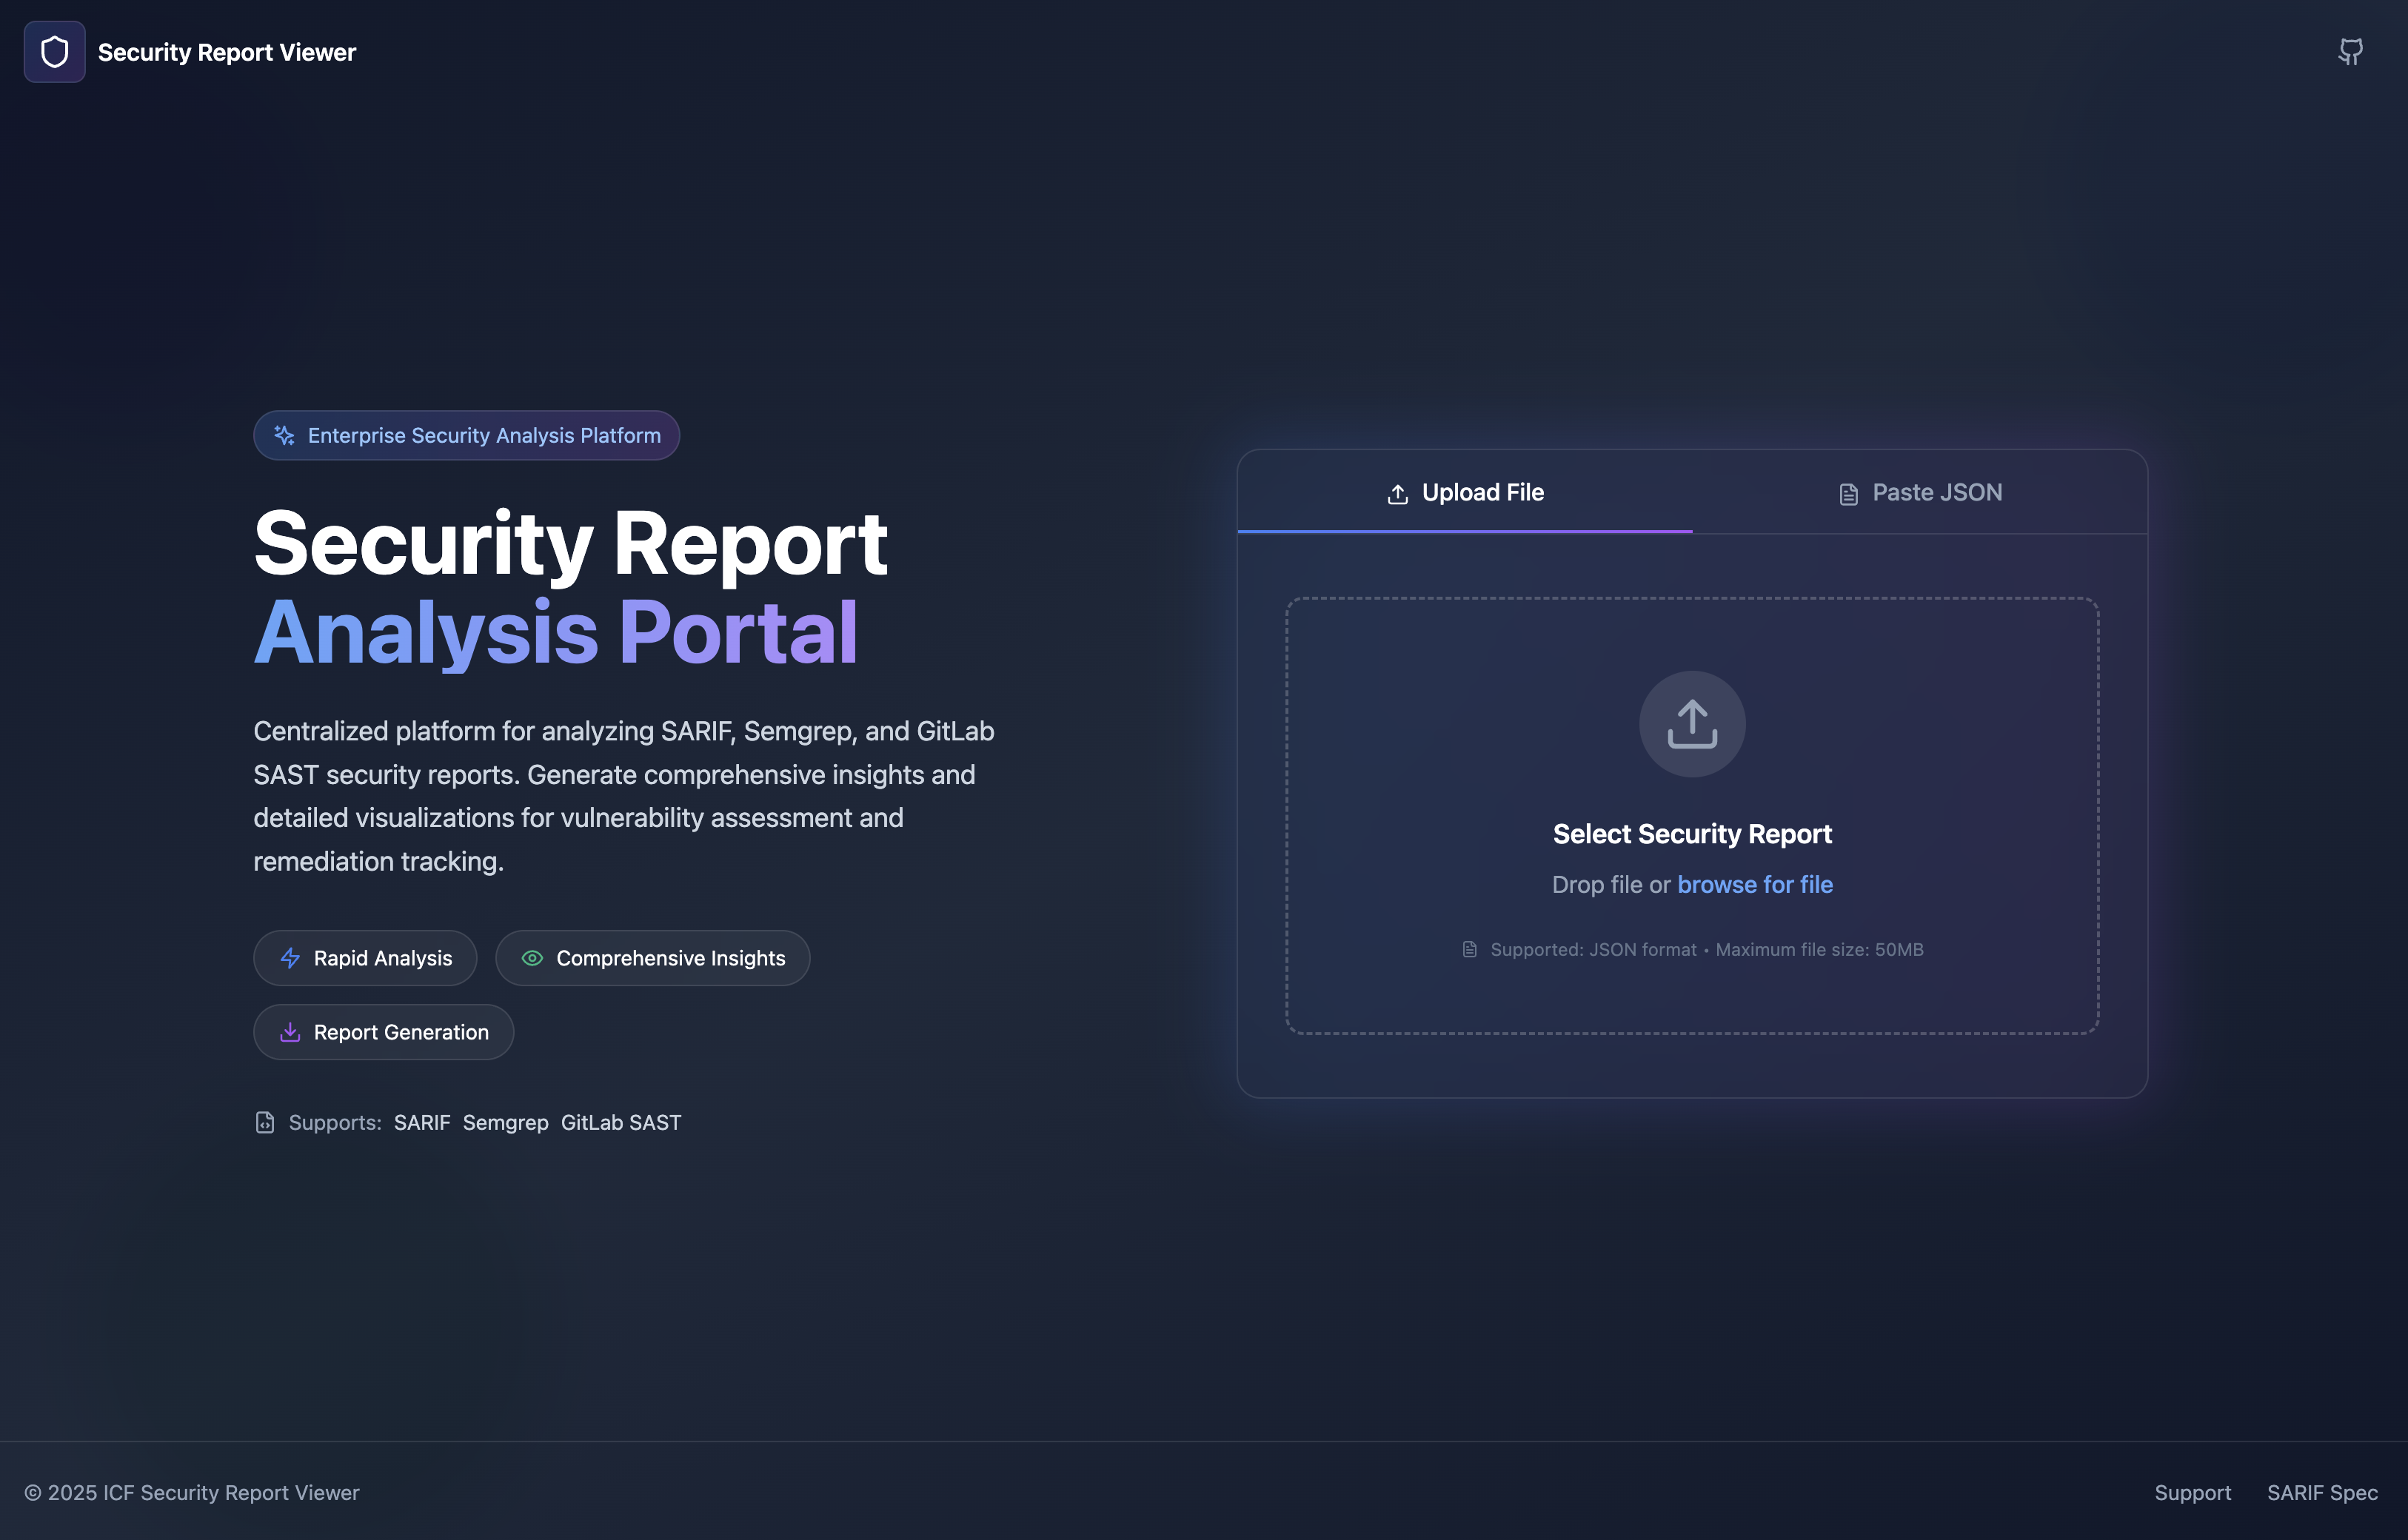 Security Report Viewer
Enterprise Security Analysis Platform
Security Report
Analysis Portal
Centralized platform for analyzing SARIF, Semgrep, and GitLab
SAST security reports. Generate comprehensive insights and
detailed visualizations for vulnerability assessment and
remediation tracking.
Rapid Analysis
Comprehensive Insights
Report Generation
Supports: SARIF Semgrep GitLab SAST
Upload File
Paste JSON
Select Security Report
Drop file or browse for file
Supported: JSON format • Maximum file size: 50MB
© 2025 ICF Security Report Viewer
Support
SARIF Spec